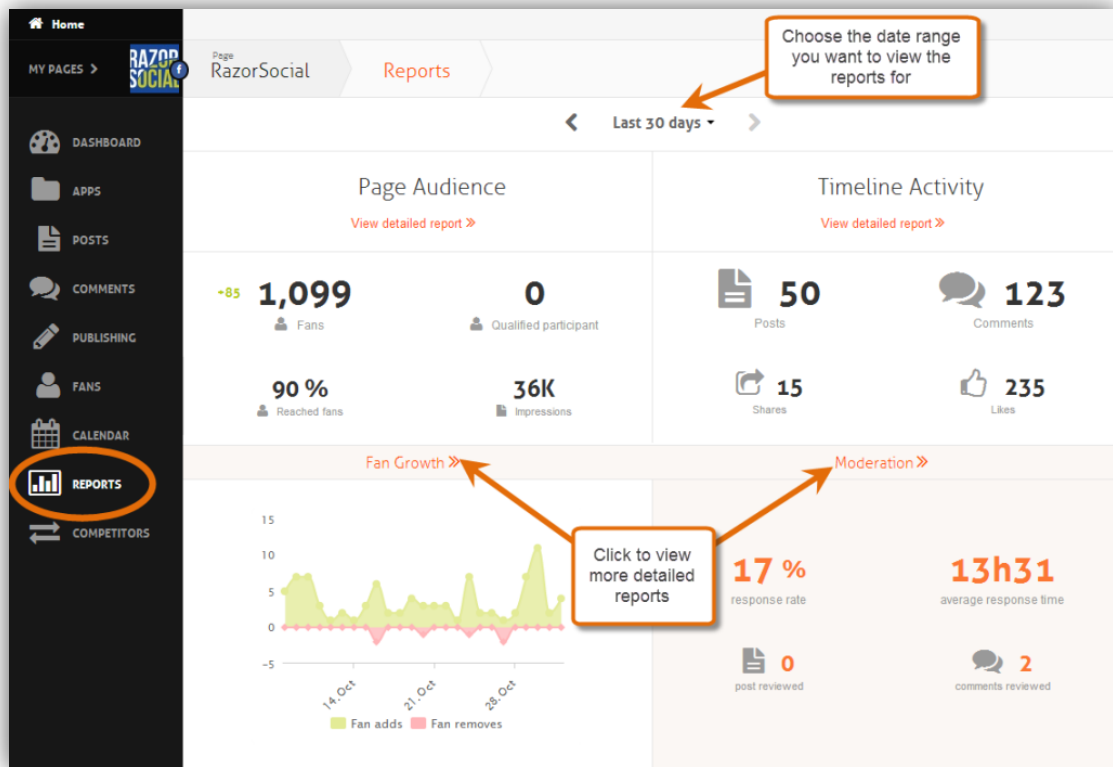 Home
MY PAGES >
RAZOR
SOCIAL
f
Page
RazorSocial
Reports
Choose the date range
you want to view the
reports for
Last 30 days
DASHBOARD
APPS
POSTS
COMMENTS
PUBLISHING
FANS
CALENDAR
REPORTS
COMPETITORS
Page Audience
View detailed report »
Timeline Activity
View detailed report »
+85 1,099
Fans
0
Qualified participant
90 %
Reached fans
36K
Impressions
50
Posts
123
Comments
15
Shares
235
Likes
Fan Growth »
Moderation »
Click to view
more detailed
reports
15
10
5
0
-5
14. Oct
21. Oct
28. Oct
Fan adds
Fan removes
17 %
response rate
13h31
average response time
0
post reviewed
2
comments reviewed